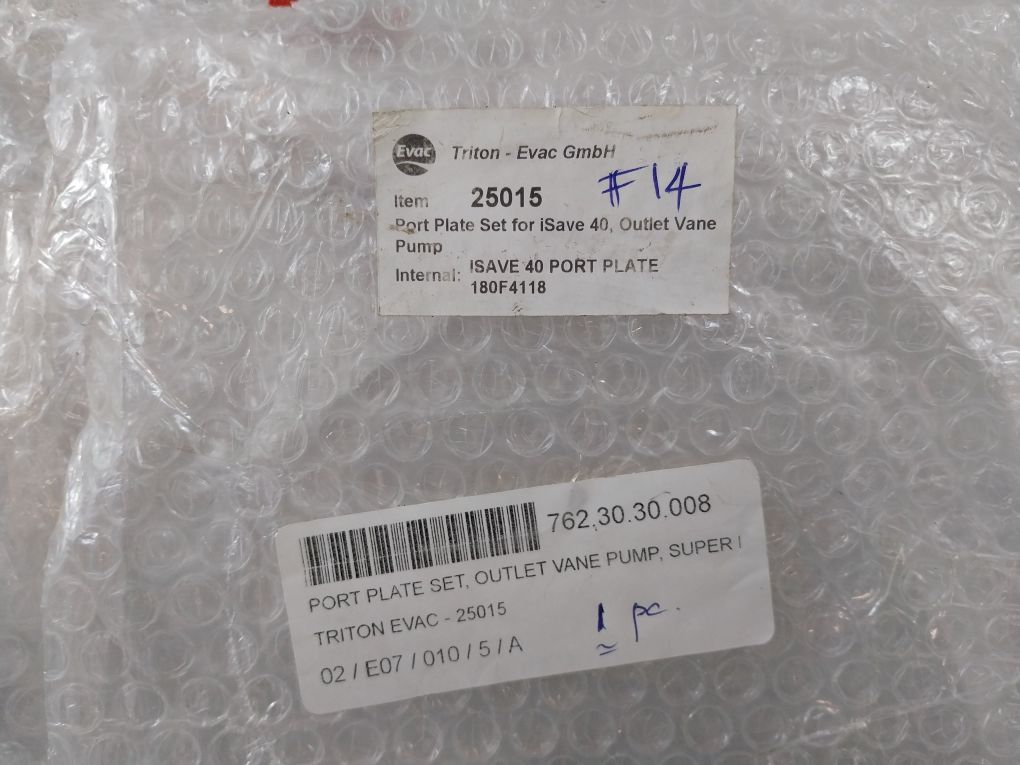 Evac
Triton - Evac GmbH
Item 25015 #14
Port Plate Set for iSave 40, Outlet Vane
Pump
Internal: ISAVE 40 PORT PLATE
180F4118
762.30.30.008
PORT PLATE SET, OUTLET VANE PUMP, SUPER I
TRITON EVAC - 25015
1 pc.
02 / E07 / 010 / 5 / A